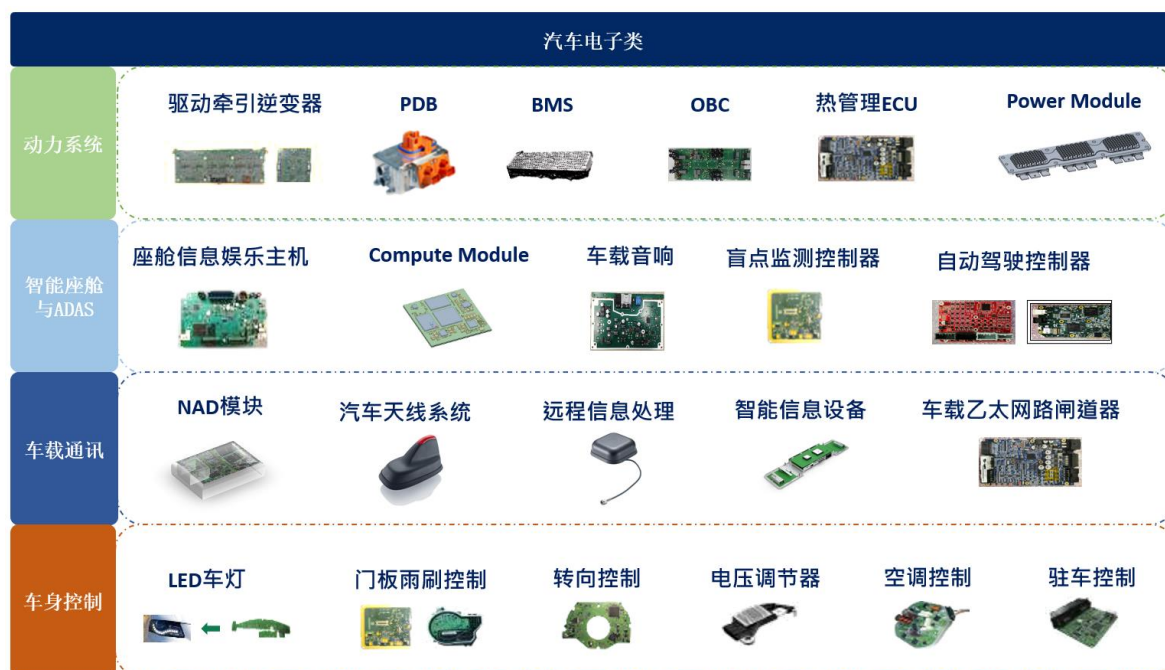 汽车电子类
动力系统
驱动牵引逆变器
PDB
BMS
OBC
热管理ECU
Power Module
智能座舱
与ADAS
座舱信息娱乐主机
Compute Module
车载音响
盲点监测控制器
自动驾驶控制器
车载通讯
NAD模块
汽车天线系统
远程信息处理
智能信息设备
车载乙太网路闸道器
车身控制
LED车灯
门板雨刷控制
转向控制
电压调节器
空调控制
驻车控制